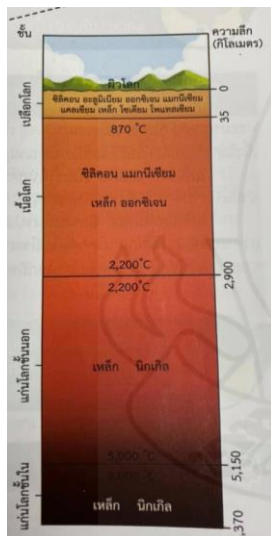 ชั้น
ความลึก
(กิโลเมตร)
ผิวโลก
0
เปลือกโลก
ซิลิคอน อะลูมิเนียม ออกซิเจน แมกนีเซียม
แคลเซียม เหล็ก โซเดียม โพแทสเซียม
35
870 °C
เนื้อโลก
ซิลิคอน แมกนีเซียม
เหล็ก ออกซิเจน
2,200°C
2,900
2,200°C
แก่นโลกชั้นนอก
เหล็ก นิกเกิล
5,000 °C
5,150
5,000 °C
แก่นโลกชั้นใน
เหล็ก นิกเกิล
,370